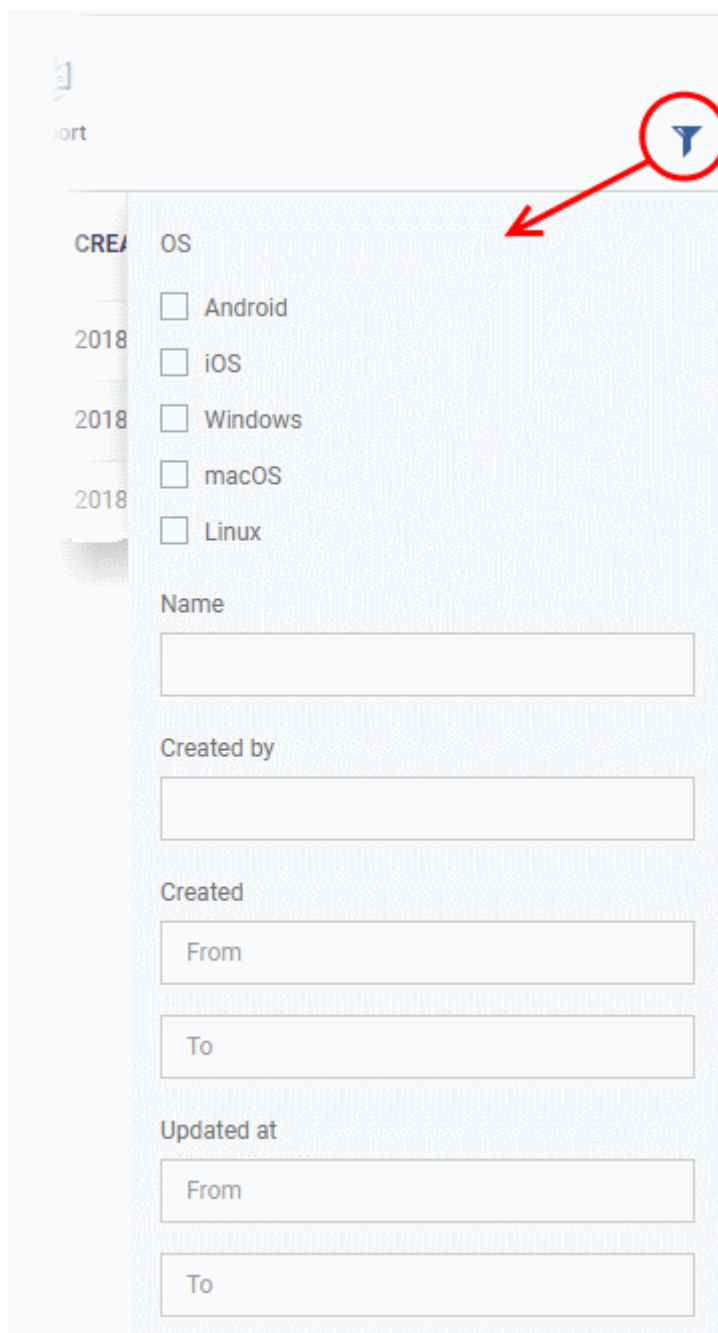 ort
CREA
OS
Android
2018
iOS
2018
Windows
macOS
2018
Linux
Name
Created by
Created
From
To
Updated at
From
To